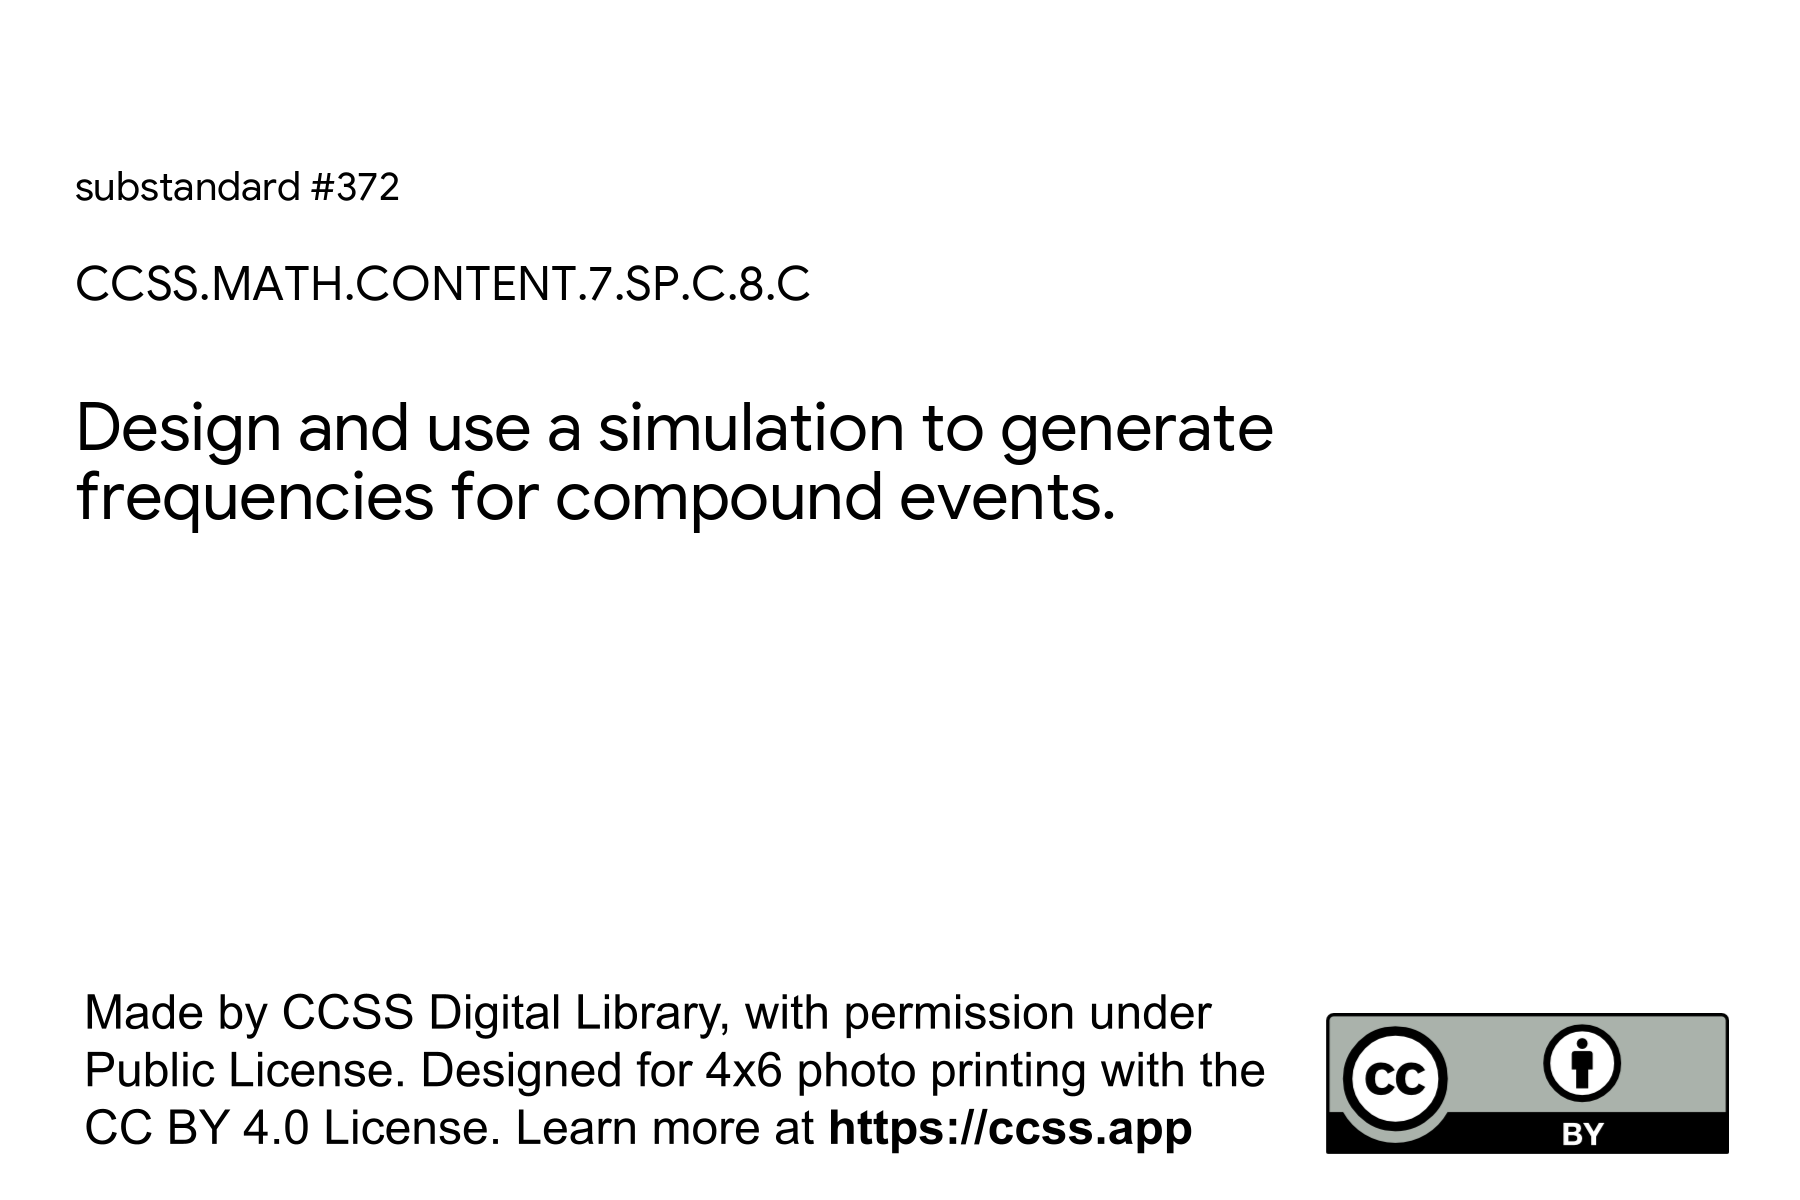 substandard #372
CCSS.MATH.CONTENT.7.SP.C.8.C
Design and use a simulation to generate
frequencies for compound events.
Made by CCSS Digital Library, with permission under
Public License. Designed for 4x6 photo printing with the
CC BY 4.0 License. Learn more at https://ccss.app
CC
BY